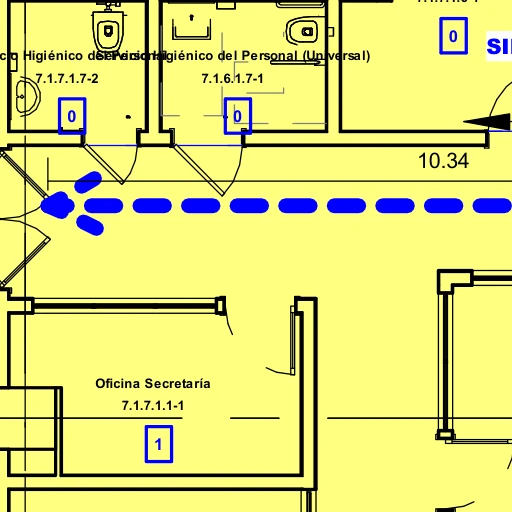 0
SI
Higiénico del Personal (Universal)
7.1.7.1.7-2
7.1.6.1.7-1
0
0
10.34
Oficina Secretaría
7.1.7.1.1-1
1